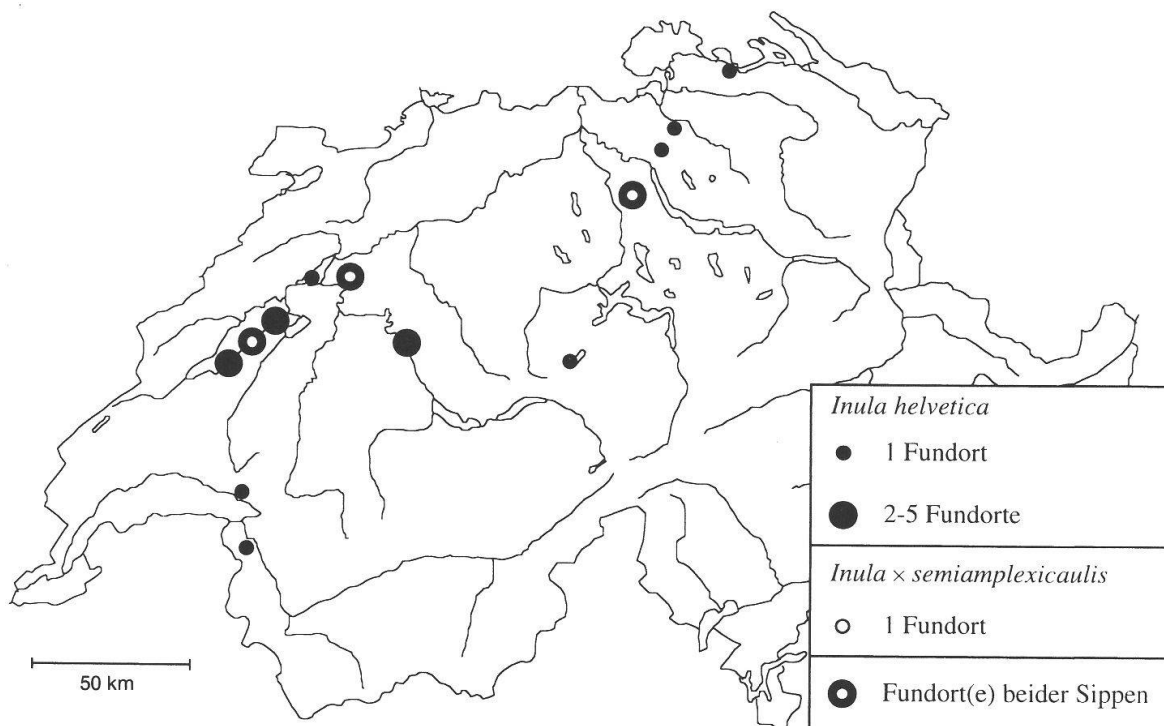 Inula helvetica
1 Fundort
2-5 Fundorte
Inula × semiamplexicaulis
1 Fundort
Fundort(e) beider Sippen
50 km